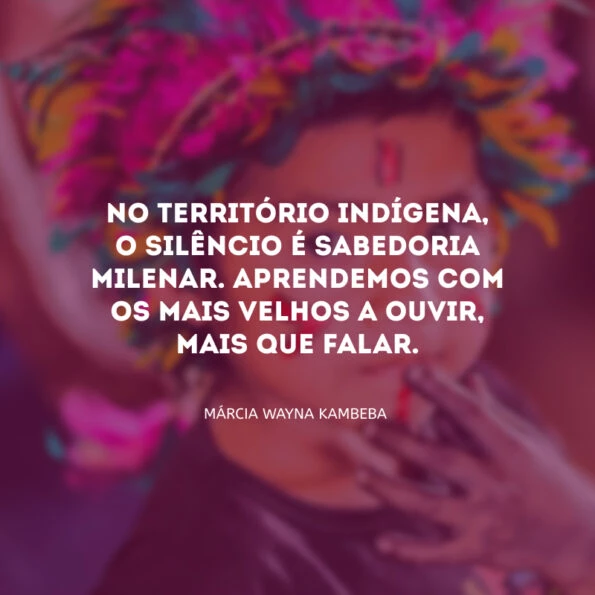 NO TERRITÓRIO INDÍGENA,
O SILÊNCIO É SABEDORIA
MILENAR. APRENDEMOS COM
OS MAIS VELHOS A OUVIR,
MAIS QUE FALAR.
MÁRCIA WAYNA KAMBEBA